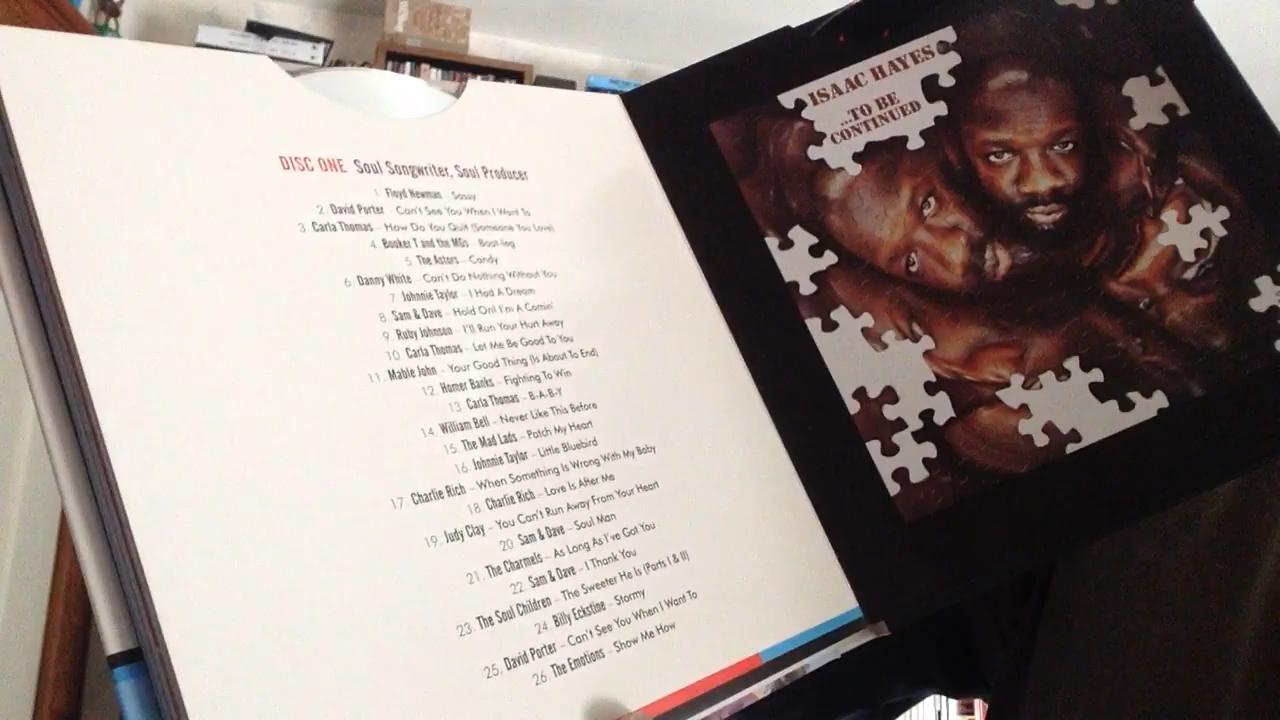 DISC ONE Soul Songwriter, Soul Producer
1. Floyd Newman – Sassy
2. David Porter – Can't See You When I Want To
3. Carla Thomas – How Do You Quit (Someone You Love)
4. Booker T and the MGs – Boot-leg
5. The Astors – Candy
6. Danny White – Can't Do Nothing Without You
7. Johnnie Taylor – I Had A Dream
8. Sam & Dave – Hold On! I'm A Comin'
9. Ruby Johnson – I'll Run Your Hurt Away
10. Carla Thomas – Let Me Be Good To You
11. Mable John – Your Good Thing (Is About To End)
12. Homer Banks – Fighting To Win
13. Carla Thomas – B-A-B-Y
14. William Bell – Never Like This Before
15. The Mad Lads – Patch My Heart
16. Johnnie Taylor – Little Bluebird
17. Charlie Rich – When Something Is Wrong With My Baby
18. Charlie Rich – Love Is After Me
19. Judy Clay – You Can't Run Away From Your Heart
20. Sam & Dave – Soul Man
21. The Charmels – As Long As I've Got You
22. Sam & Dave – I Thank You
23. The Soul Children – The Sweeter He Is (Parts I & II)
24. Billy Eckstine – Stormy
25. David Porter – Can't See You When I Want To
26. The Emotions – Show Me How
ISAAC HAYES
...TO BE
CONTINUED